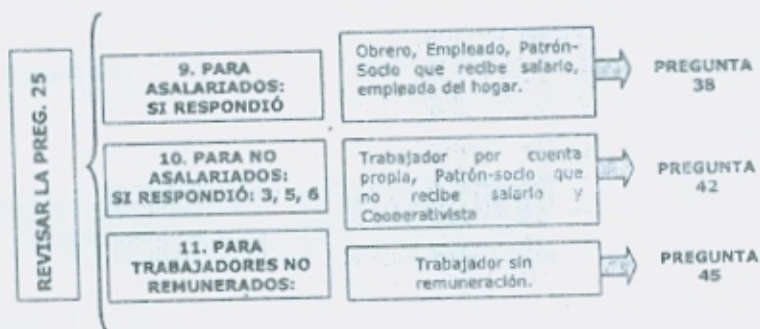 REVISAR LA PREG. 25
9. PARA
ASALARIADOS:
SI RESPONDIÓ
Obrero, Empleado, Patrón-
Socio que recibe salario,
empleada del hogar.
PREGUNTA
38
10. PARA NO
ASALARIADOS:
SI RESPONDIÓ: 3, 5, 6
Trabajador por cuenta
propia, Patrón-socio que
no recibe salario y
Cooperativista
PREGUNTA
42
11. PARA
TRABAJADORES NO
REMUNERADOS:
Trabajador sin
remuneración.
PREGUNTA
45